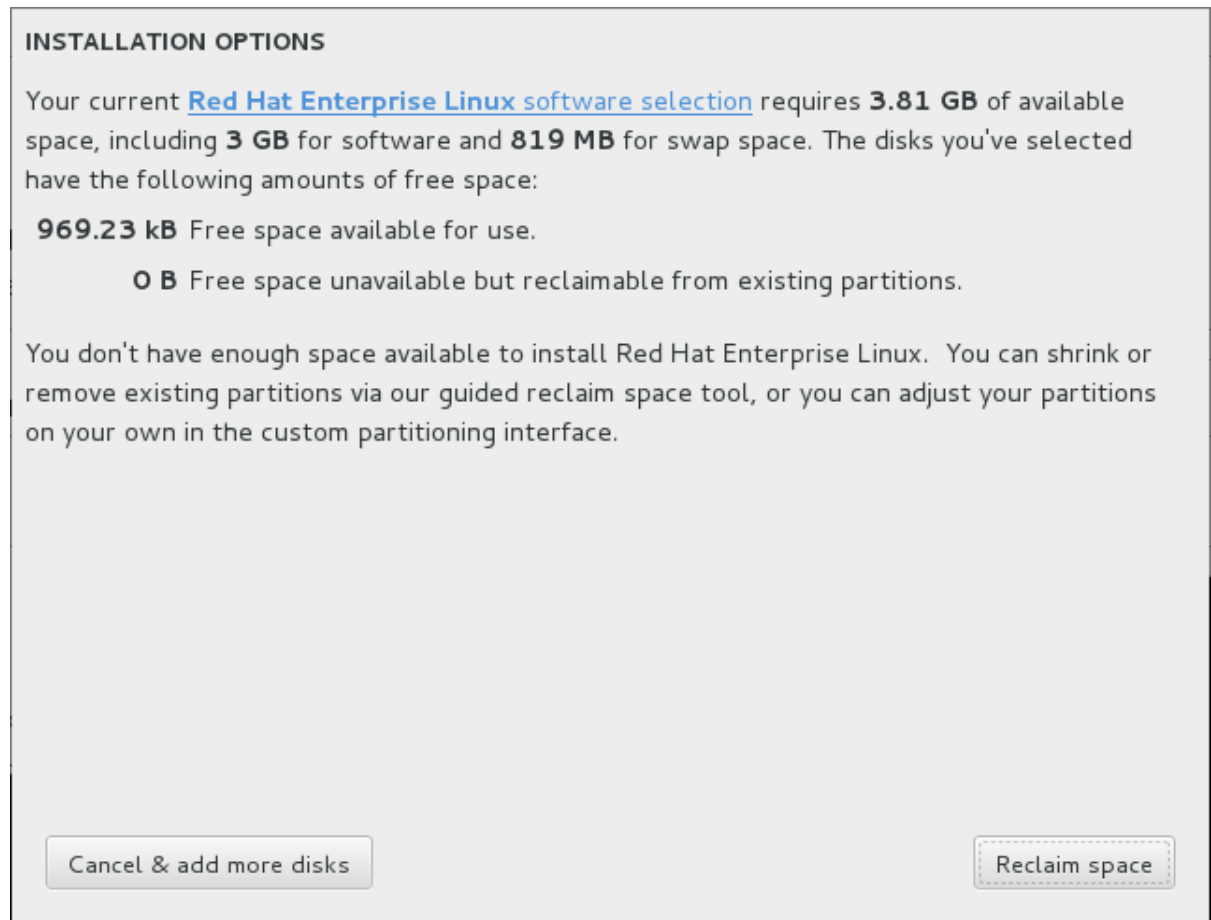 INSTALLATION OPTIONS
Your current Red Hat Enterprise Linux software selection requires 3.81 GB of available
space, including 3 GB for software and 819 MB for swap space. The disks you've selected
have the following amounts of free space:
969.23 kB Free space available for use.
0 B Free space unavailable but reclaimable from existing partitions.
You don't have enough space available to install Red Hat Enterprise Linux.  You can shrink or
remove existing partitions via our guided reclaim space tool, or you can adjust your partitions
on your own in the custom partitioning interface.
Cancel & add more disks
Reclaim space